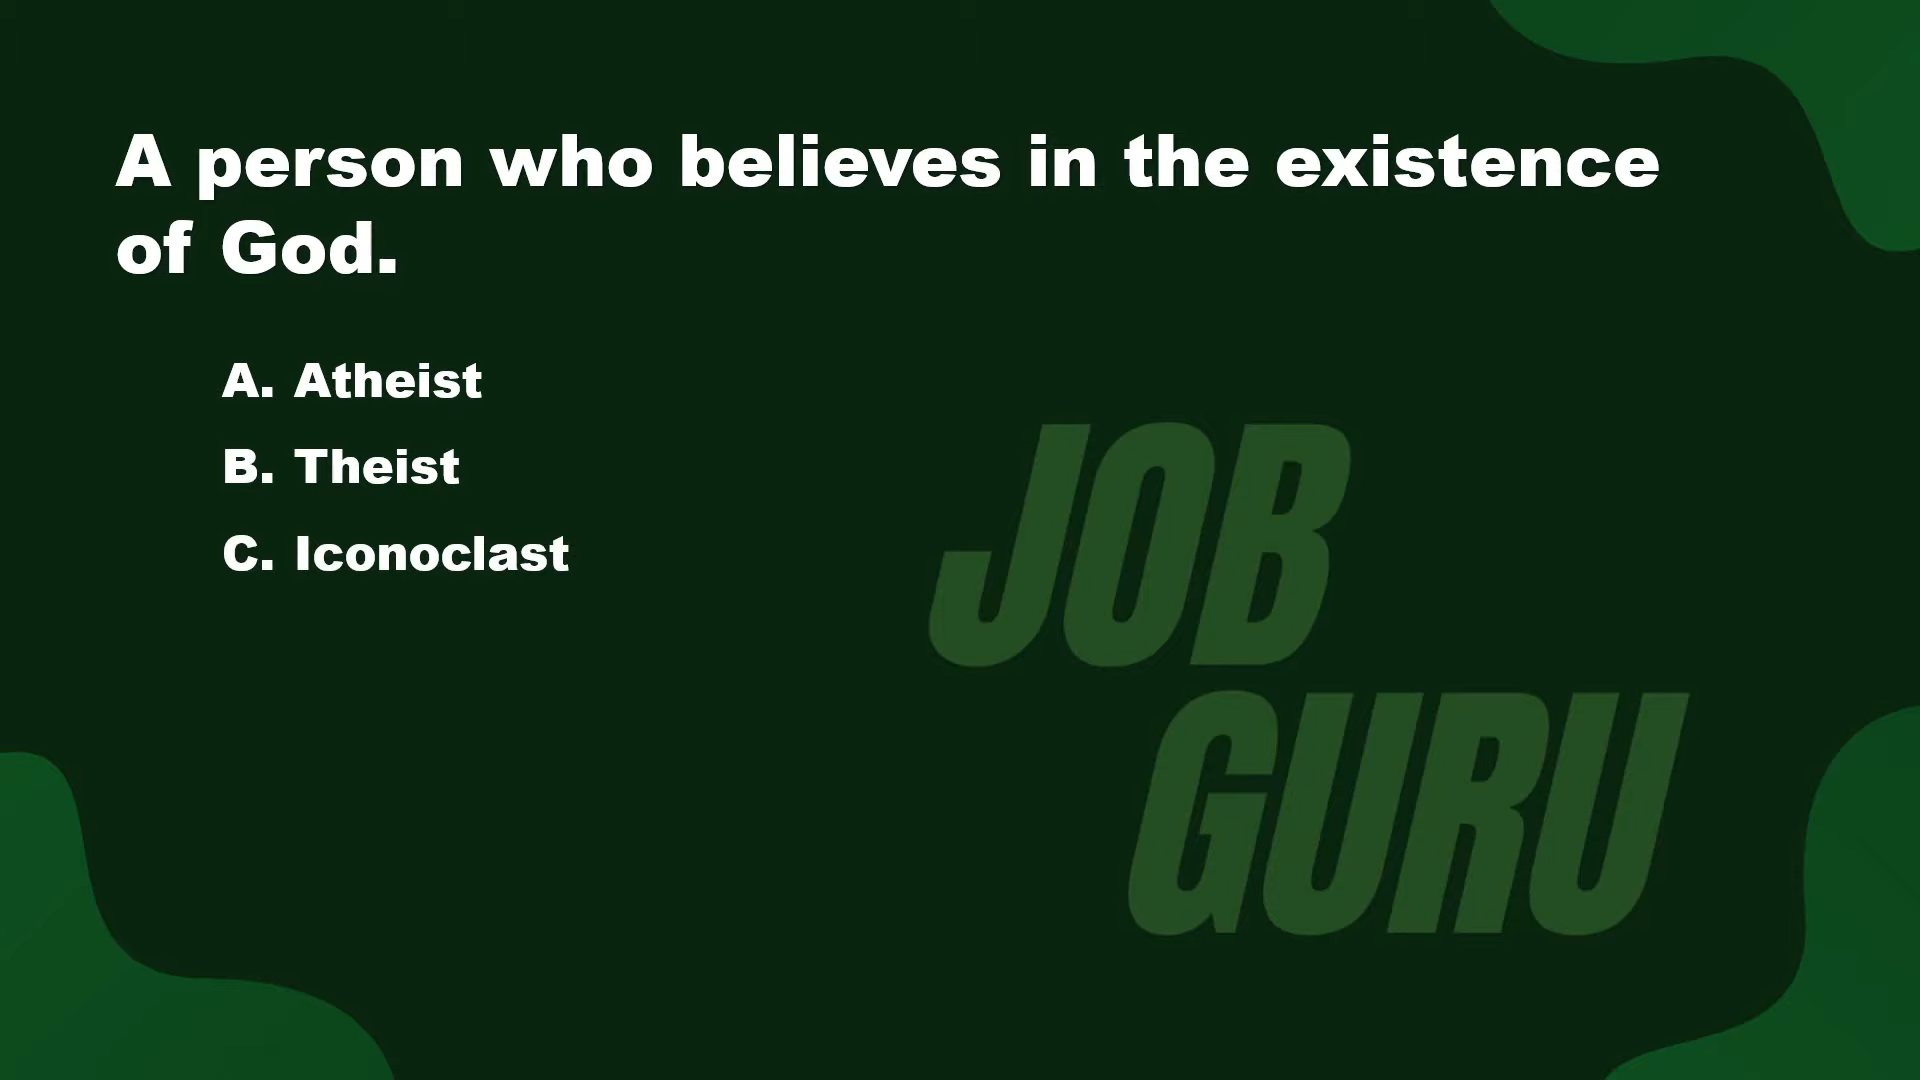 A person who believes in the existence
of God.
A. Atheist
B. Theist
C. Iconoclast
JOB
GURU